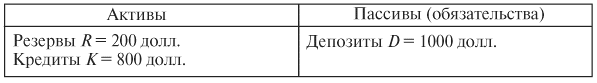 Активы Пассивы (обязательства)
Резервы R = 200 долл. Депозиты D = 1000 долл.
Кредиты K = 800 долл.